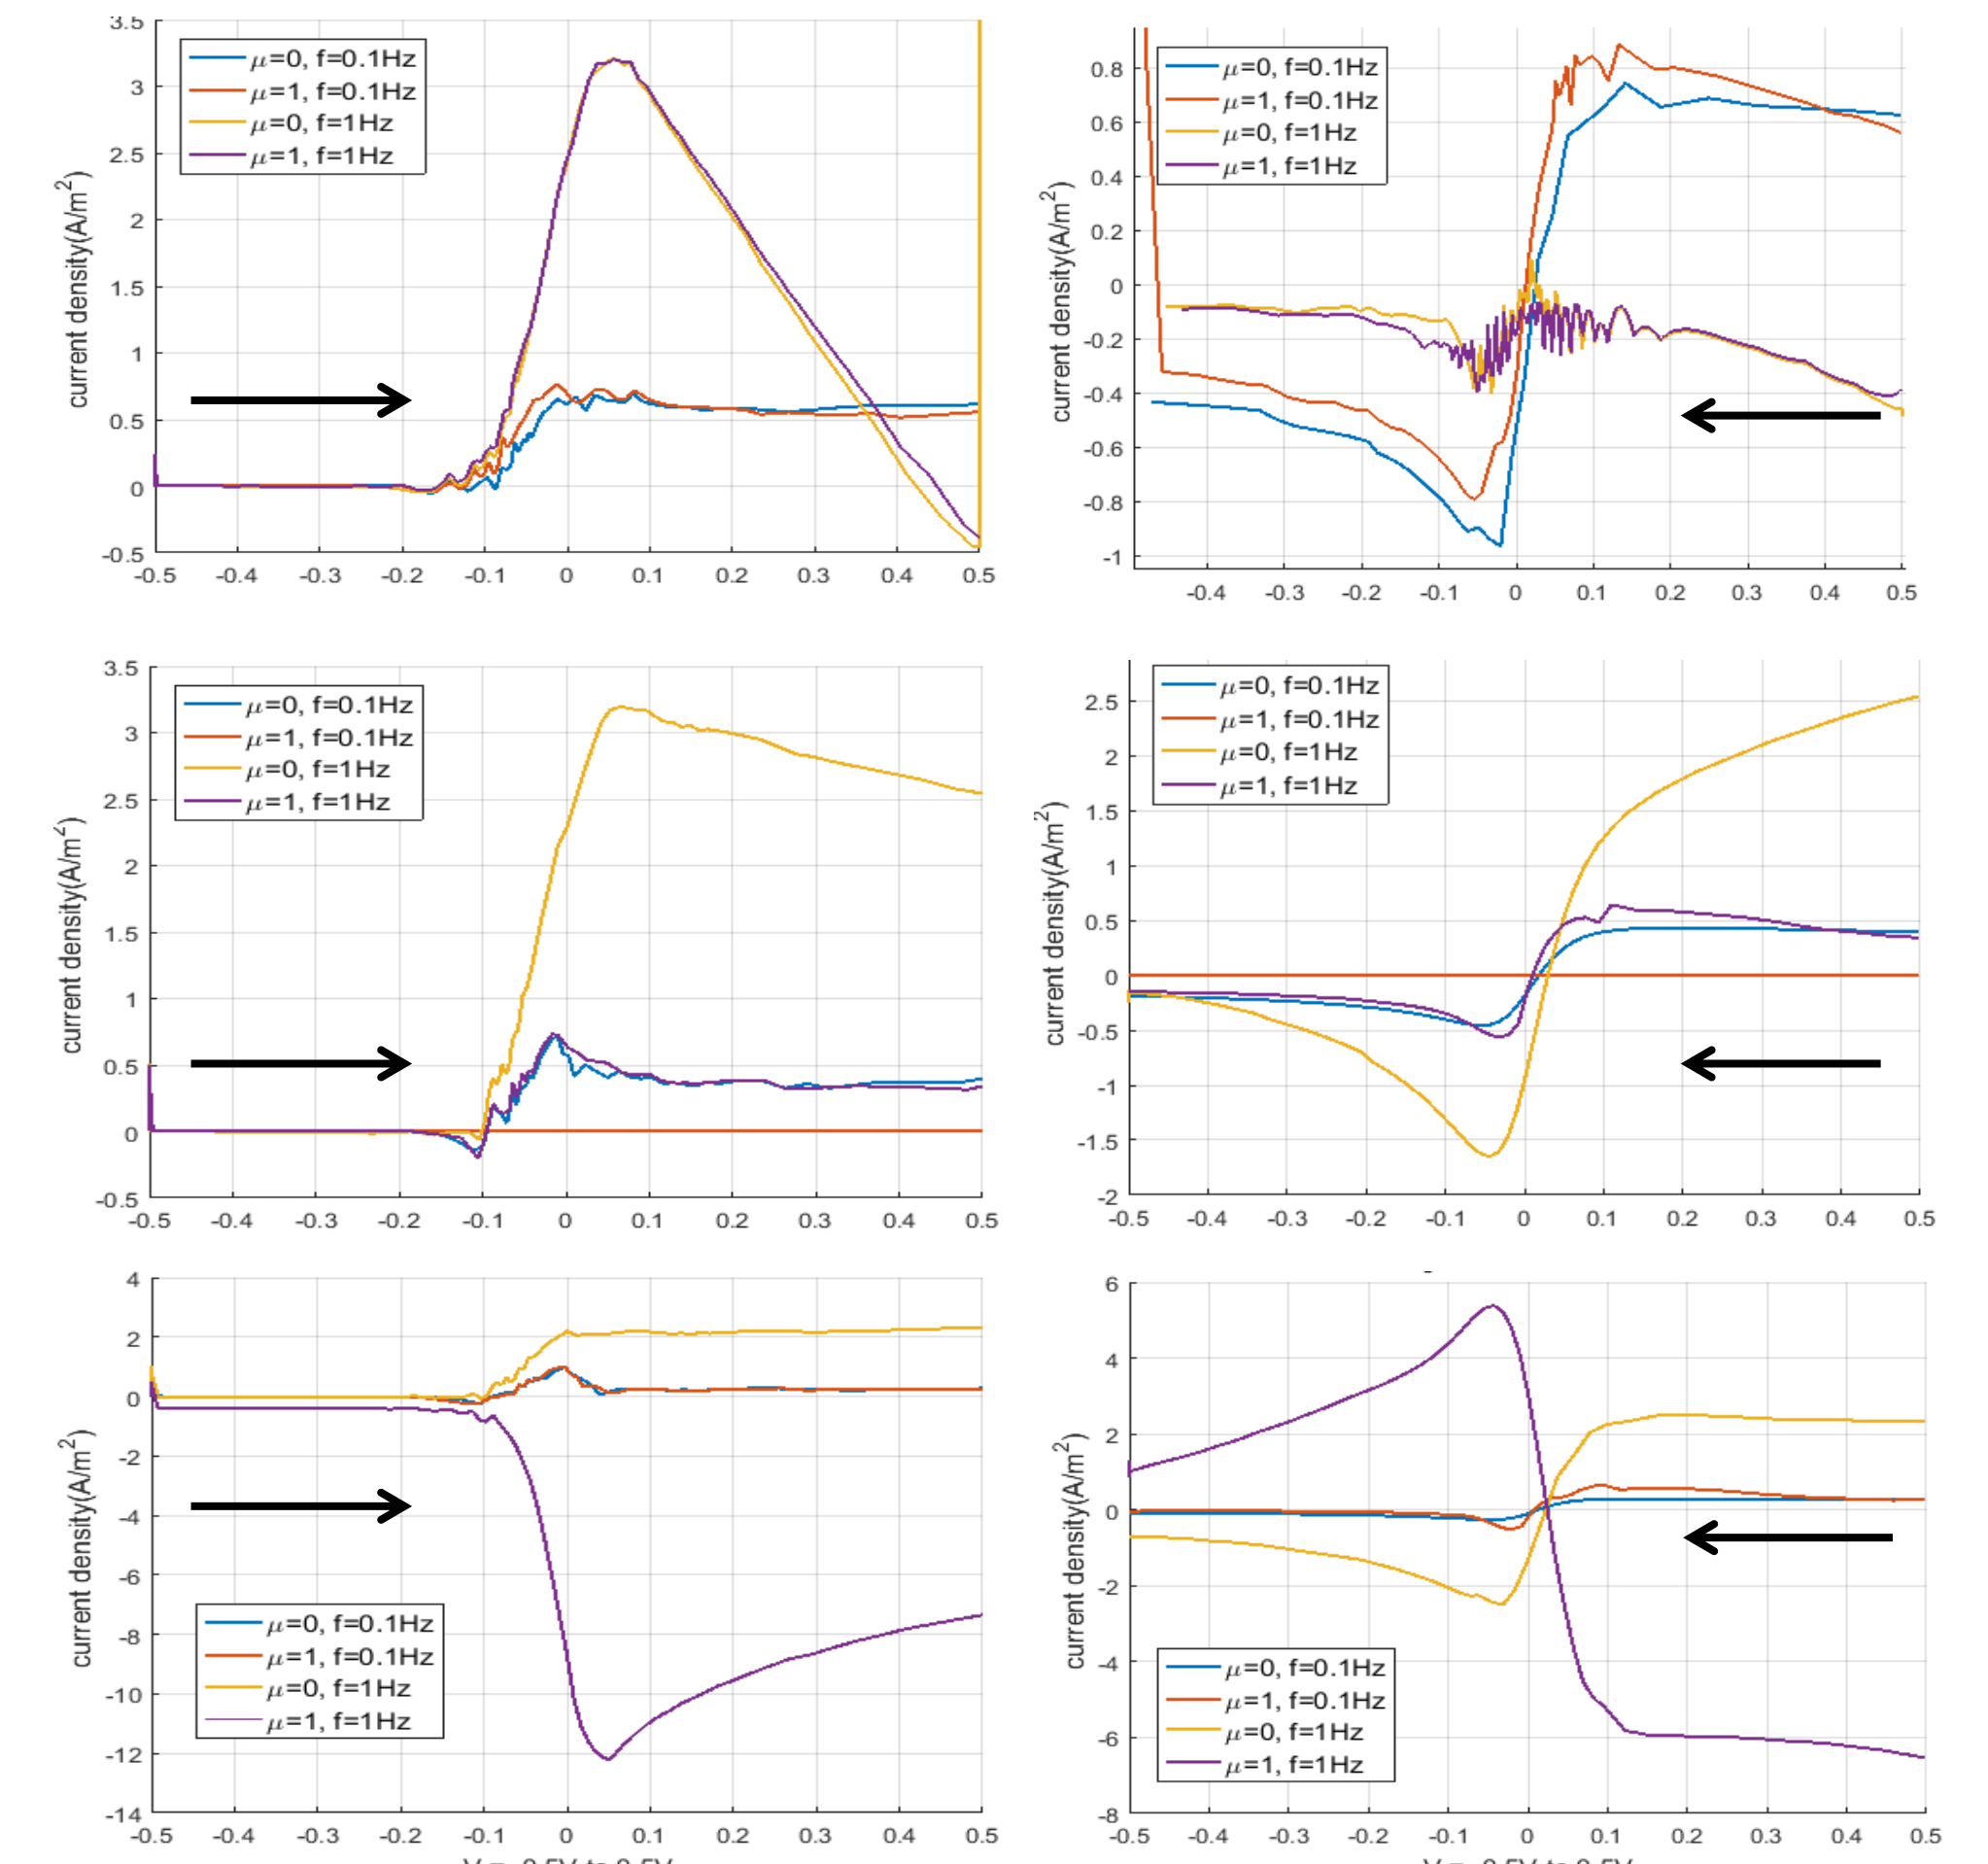 3.5
3
2.5
2
1.5
1
0.5
0
-0.5
current density(A/m²)
μ=0, f=0.1Hz
μ=1, f=0.1Hz
μ=0, f=1Hz
μ=1, f=1Hz
-0.5 -0.4 -0.3 -0.2 -0.1 0 0.1 0.2 0.3 0.4 0.5
0.8
0.6
0.4
0.2
0
-0.2
-0.4
-0.6
-0.8
-1
current density(A/m²)
μ=0, f=0.1Hz
μ=1, f=0.1Hz
μ=0, f=1Hz
μ=1, f=1Hz
-0.4 -0.3 -0.2 -0.1 0 0.1 0.2 0.3 0.4 0.5
3.5
3
2.5
2
1.5
1
0.5
0
-0.5
current density(A/m²)
μ=0, f=0.1Hz
μ=1, f=0.1Hz
μ=0, f=1Hz
μ=1, f=1Hz
-0.5 -0.4 -0.3 -0.2 -0.1 0 0.1 0.2 0.3 0.4 0.5
2.5
2
1.5
1
0.5
0
-0.5
-1
-1.5
-2
current density(A/m²)
μ=0, f=0.1Hz
μ=1, f=0.1Hz
μ=0, f=1Hz
μ=1, f=1Hz
-0.5 -0.4 -0.3 -0.2 -0.1 0 0.1 0.2 0.3 0.4 0.5
4
2
0
-2
-4
-6
-8
-10
-12
-14
current density(A/m²)
μ=0, f=0.1Hz
μ=1, f=0.1Hz
μ=0, f=1Hz
μ=1, f=1Hz
-0.5 -0.4 -0.3 -0.2 -0.1 0 0.1 0.2 0.3 0.4 0.5
6
4
2
0
-2
-4
-6
-8
current density(A/m²)
μ=0, f=0.1Hz
μ=1, f=0.1Hz
μ=0, f=1Hz
μ=1, f=1Hz
-0.5 -0.4 -0.3 -0.2 -0.1 0 0.1 0.2 0.3 0.4 0.5